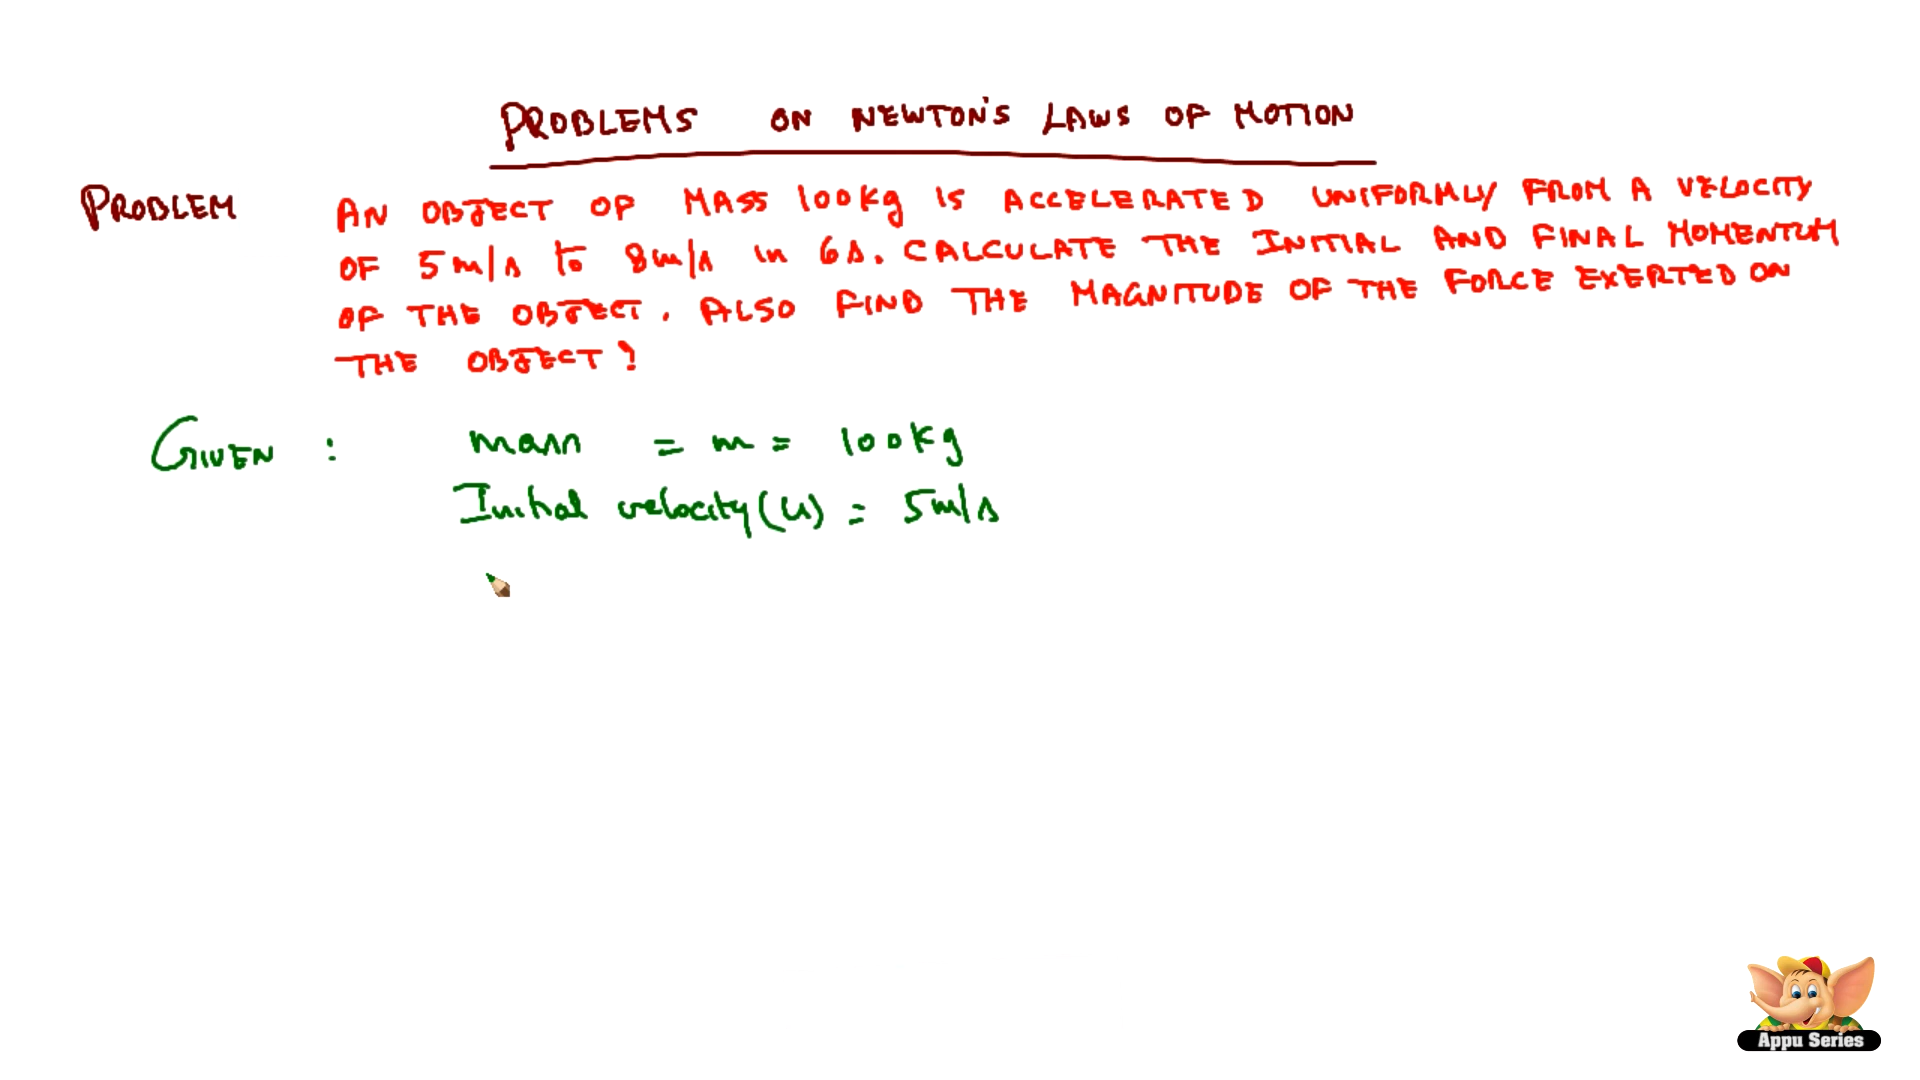 PROBLEMS ON NEWTON'S LAWS OF MOTION
PROBLEM AN OBJECT OF MASS 100kg IS ACCELERATED UNIFORMLY FROM A VELOCITY
OF 5m/s to 8m/s in 6s. CALCULATE THE INITIAL AND FINAL MOMENTUM
OF THE OBJECT. ALSO FIND THE MAGNITUDE OF THE FORCE EXERTED ON
THE OBJECT?
GIVEN : mass = m = 100kg
Initial velocity (u) = 5m/s
Appu Series